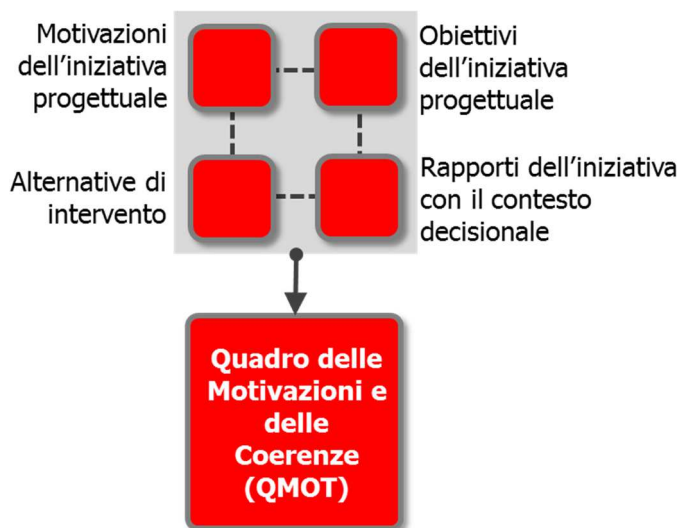 Motivazioni
dell'iniziativa
progettuale
Obiettivi
dell'iniziativa
progettuale
Alternative di
intervento
Rapporti dell'iniziativa
con il contesto
decisionale
Quadro delle
Motivazioni e
delle
Coerenze
(QMOT)